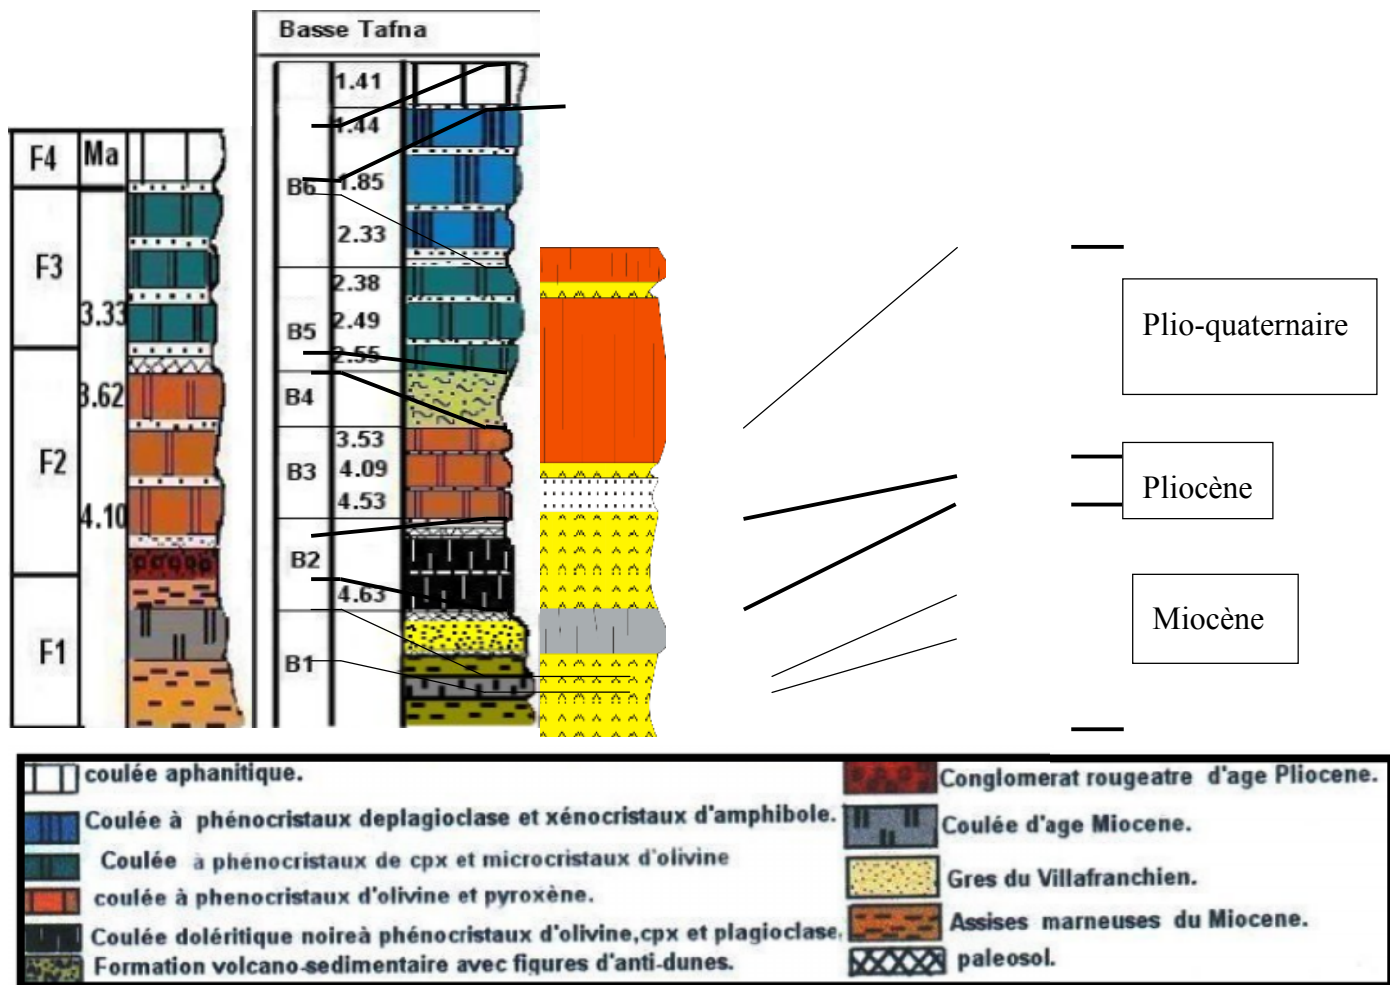 Basse Tafna
F4
Ma
F3
3.33
3.62
F2
4.10
F1
1.41
1.44
B6
1.85
2.33
2.38
B5
2.49
2.55
B4
3.53
B3
4.09
4.53
B2
4.63
B1
Plio-quaternaire
Pliocène
Miocène
coulée aphanitique.
Coulée à phénocristaux deplagioclase et xénocristaux d'amphibole.
Coulée à phénocristaux de cpx et microcristaux d'olivine
coulée à phenocristaux d'olivine et pyroxène.
Coulée doléritique noireà phénocristaux d'olivine,cpx et plagioclase
Formation volcano-sedimentaire avec figures d'anti-dunes.
Conglomerat rougeatre d'age Pliocene.
Coulée d'age Miocene.
Gres du Villafranchien.
Assises marneuses du Miocene.
paleosol.